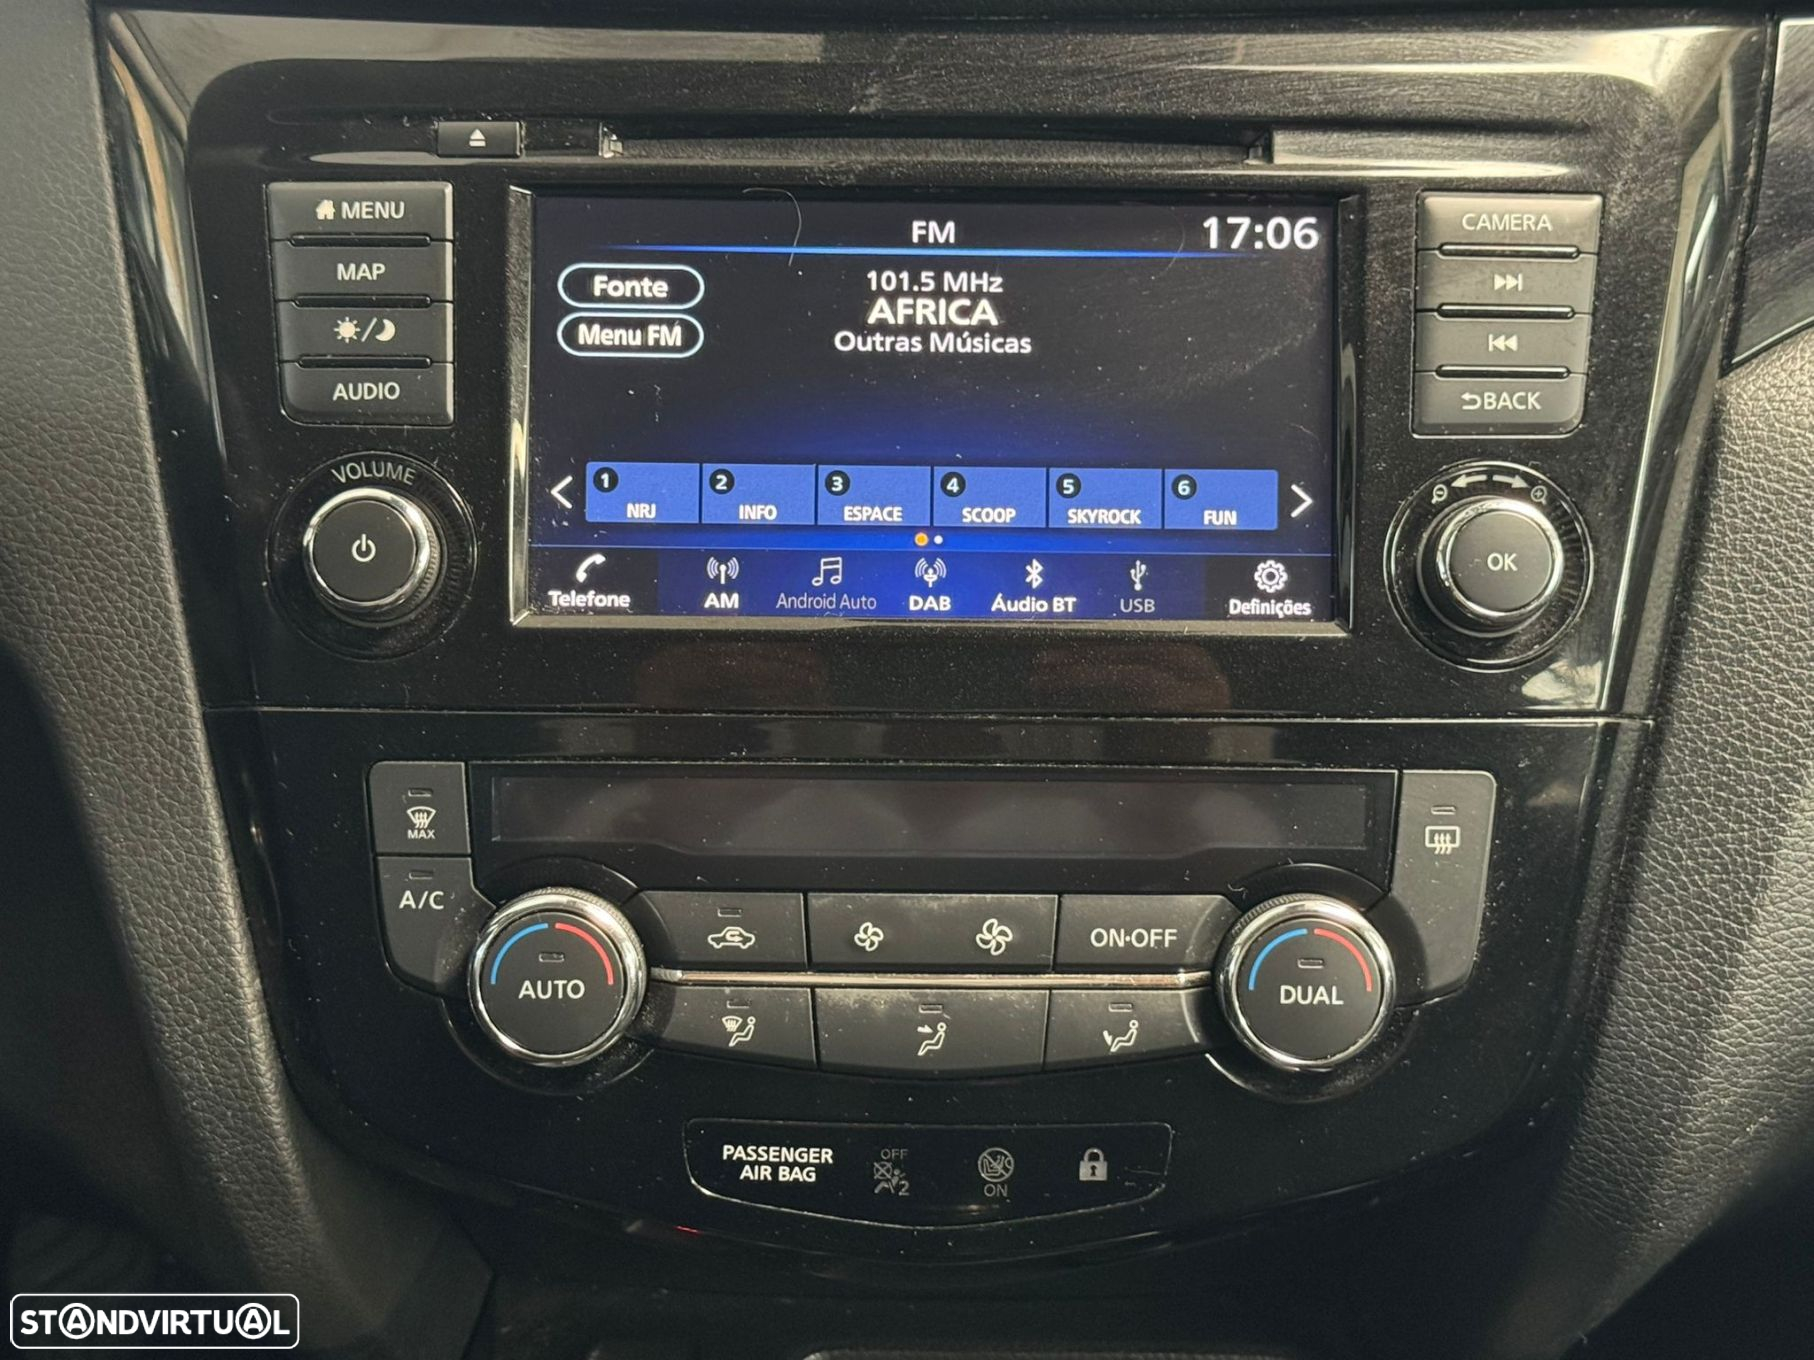 MENU
MAP
AUDIO
VOLUME
FM
17:06
Fonte
Menu FM
101.5 MHz
AFRICA
Outras Músicas
1 NRJ
2 INFO
3 ESPACE
4 SCOOP
5 SKYROCK
6 FUN
Telefone
AM
Android Auto
DAB
Áudio BT
USB
Definições
CAMERA
BACK
OK
MAX
A/C
AUTO
ON•OFF
DUAL
PASSENGER
AIR BAG
OFF
2
ON
STANDVIRTUAL